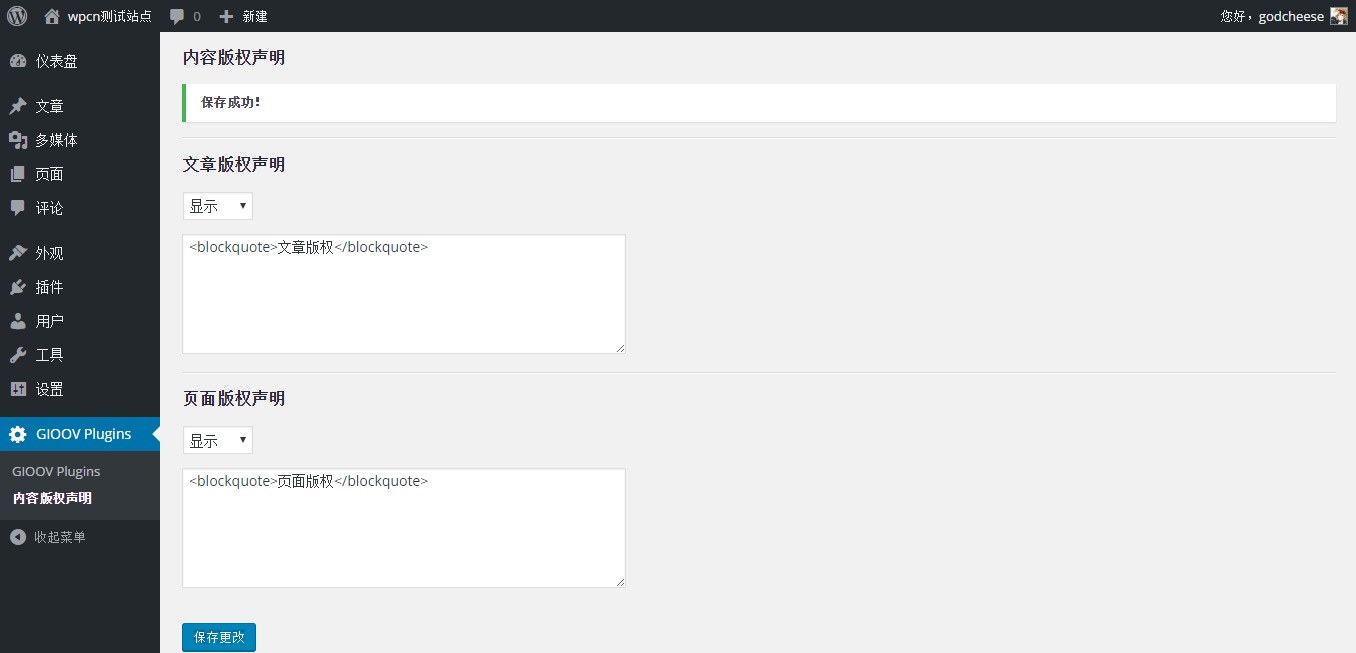 wpcn测试站点 0 新建 您好，godcheese
仪表盘
文章
多媒体
页面
评论
外观
插件
用户
工具
设置
GIOOV Plugins
GIOOV Plugins
内容版权声明
收起菜单
内容版权声明
保存成功！
文章版权声明
显示
<blockquote>文章版权</blockquote>
页面版权声明
显示
<blockquote>页面版权</blockquote>
保存更改